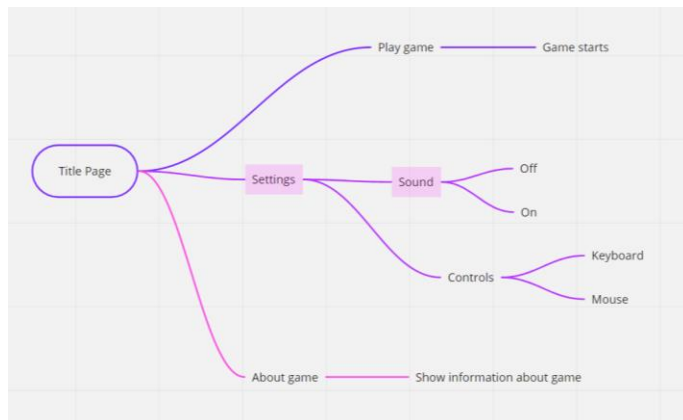 Play game
Game starts
Title Page
Settings
Sound
Off
On
Controls
Keyboard
Mouse
About game
Show information about game